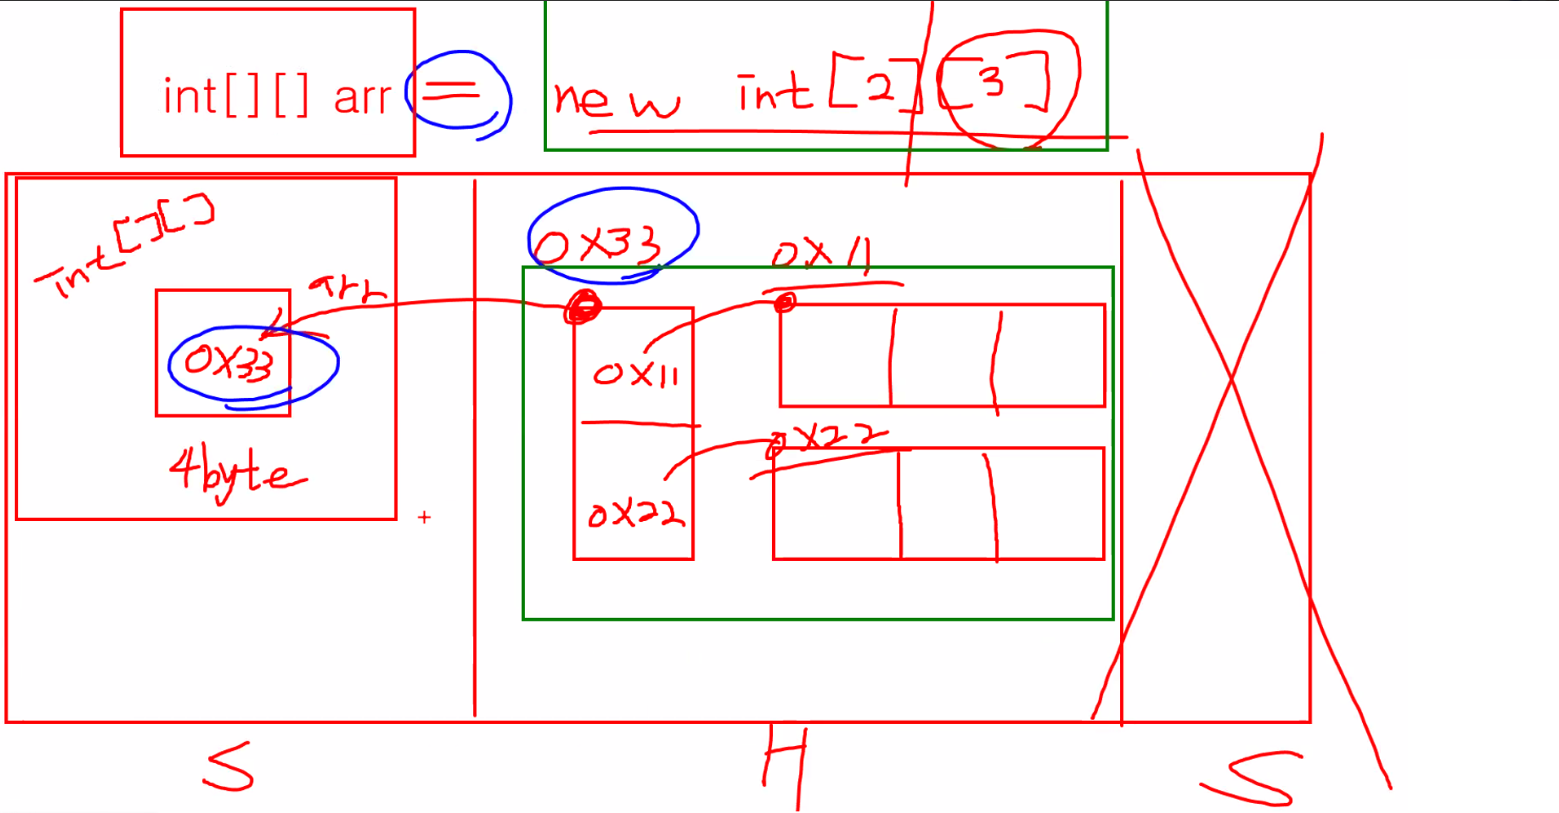 int[][] arr = new int[2][3]
int[][]
arr
0X33
4byte
0X33
0X11
0X11
0X22
0X22
S H S